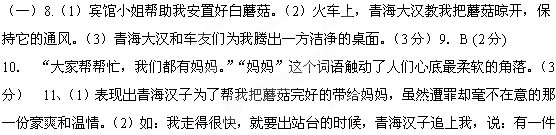 （一）8.（1）宾馆小姐帮助我安置好白蘑菇。（2）火车上，青海大汉教我把蘑菇晾开，保
持它的通风。（3）青海大汉和车友们为我腾出一方洁净的桌面。（3分）9. B (2分)
10. “大家帮帮忙，我们都有妈妈。”“妈妈”这个词语触动了人们心底最柔软的角落。（3
分） 11、（1）表现出青海汉子为了帮我把蘑菇完好的带给妈妈，虽然遭罪却毫不在意的那
一份豪爽和温情。（2）如：我走得很快，就要出站台的时候，青海汉子追上我，说：有一件